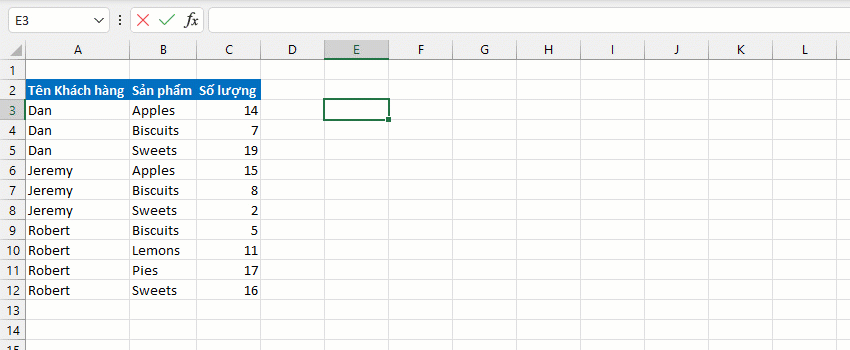 E3 fx
A B C D E F G H I J K L
1
2 Tên Khách hàng Sản phẩm Số lượng
3 Dan Apples 14
4 Dan Biscuits 7
5 Dan Sweets 19
6 Jeremy Apples 15
7 Jeremy Biscuits 8
8 Jeremy Sweets 2
9 Robert Biscuits 5
10 Robert Lemons 11
11 Robert Pies 17
12 Robert Sweets 16
13
14
15